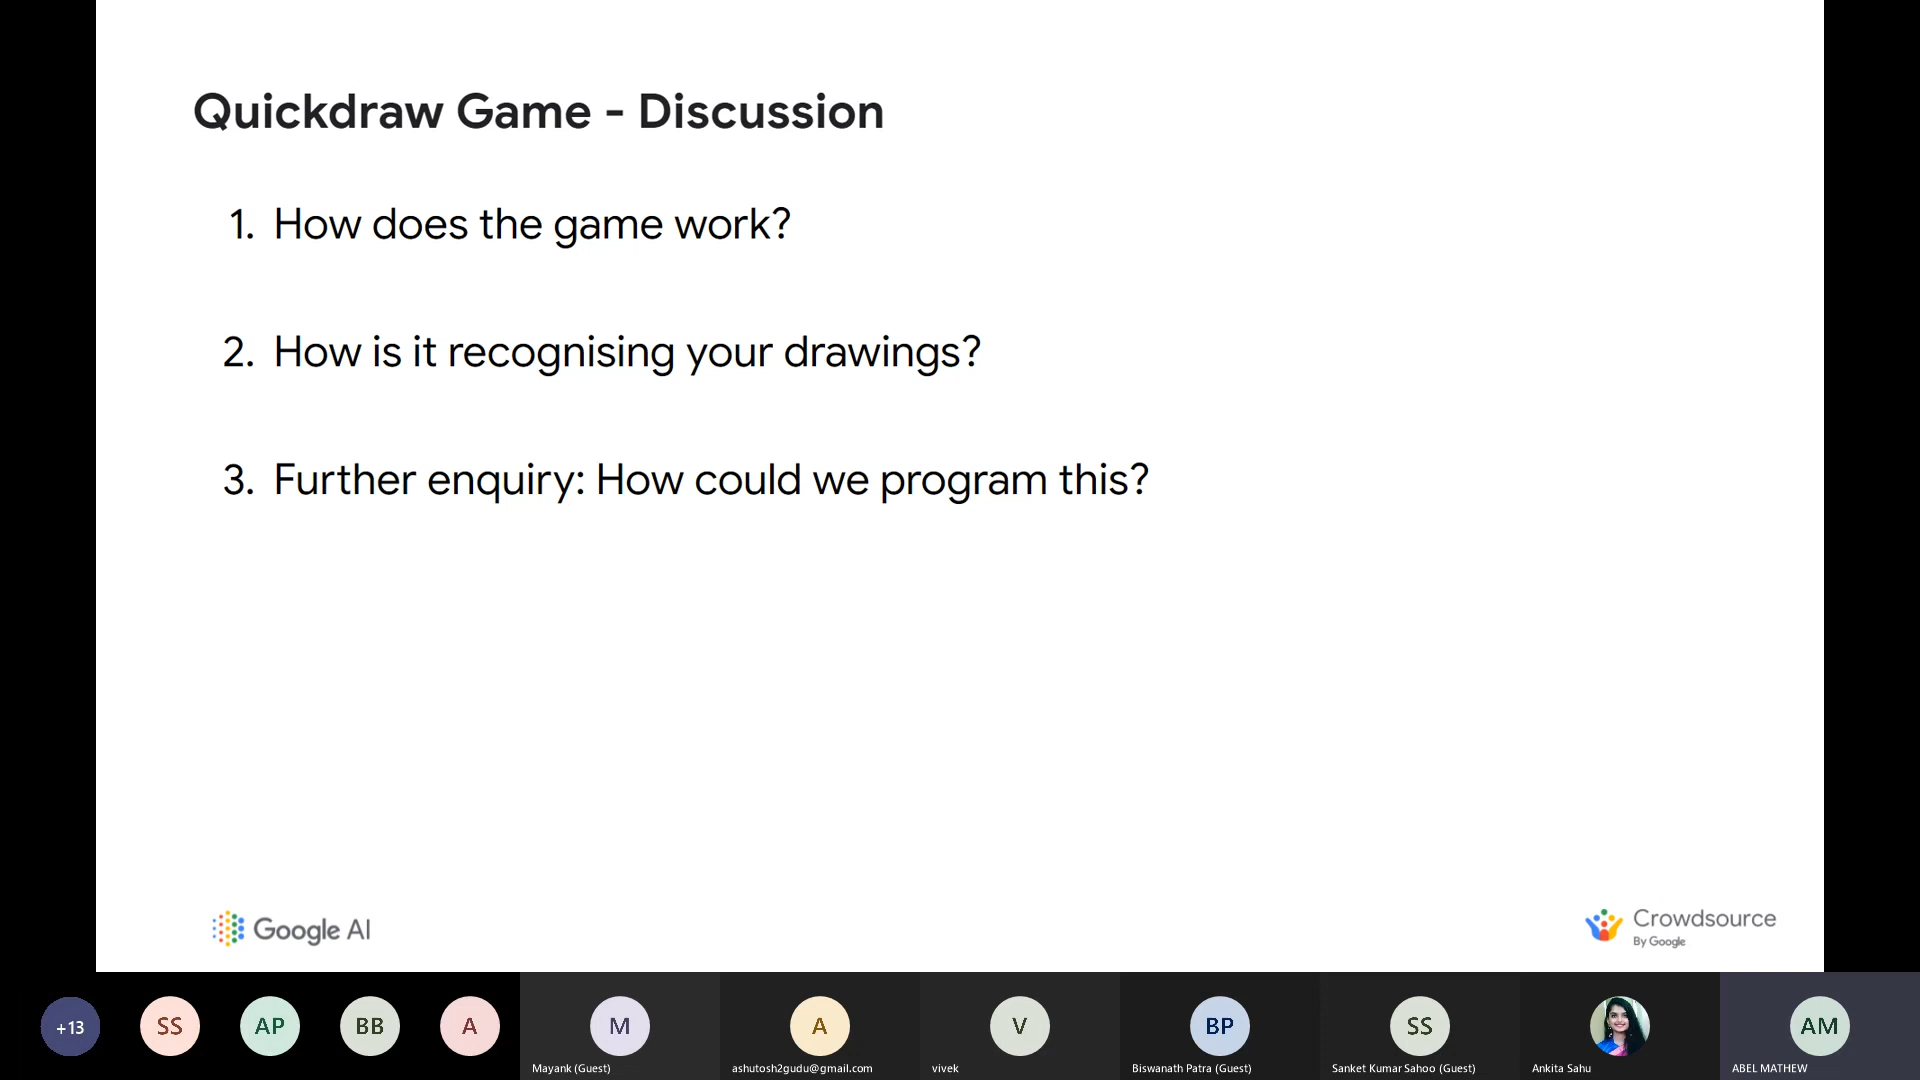 Quickdraw Game - Discussion
1. How does the game work?
2. How is it recognising your drawings?
3. Further enquiry: How could we program this?
Google AI
Crowdsource
By Google
+13
SS
AP
BB
A
M
A
V
BP
SS
AM
Mayank (Guest)
ashutosh2gudu@gmail.com
vivek
Biswanath Patra (Guest)
Sanket Kumar Sahoo (Guest)
Ankita Sahu
ABEL MATHEW